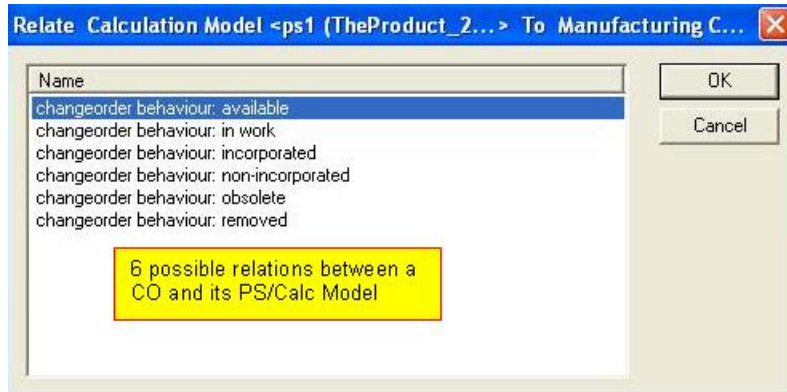 Relate Calculation Model <ps1 (TheProduct_2...> To Manufacturing C...
Name
OK
Cancel
changeorder behaviour: available
changeorder behaviour: in work
changeorder behaviour: incorporated
changeorder behaviour: non-incorporated
changeorder behaviour: obsolete
changeorder behaviour: removed
6 possible relations between a
CO and its PS/Calc Model